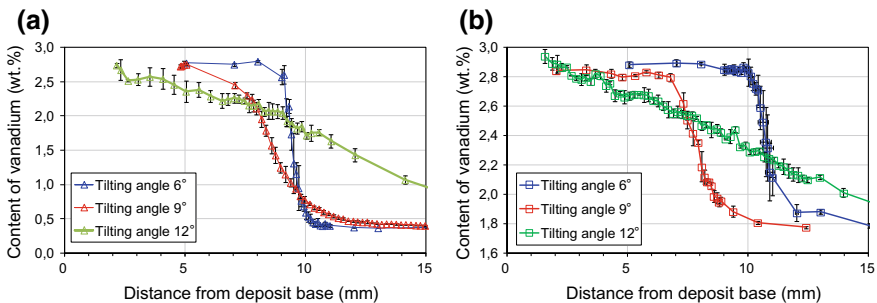 (a)
Content of vanadium (wt.%)
3,0
2,5
2,0
1,5
1,0
0,5
0,0
Tilting angle 6°
Tilting angle 9°
Tilting angle 12°
0 5 10 15
Distance from deposit base (mm)
(b)
Content of vanadium (wt.%)
3,0
2,8
2,6
2,4
2,2
2,0
1,8
1,6
Tilting angle 6°
Tilting angle 9°
Tilting angle 12°
0 5 10 15
Distance from deposit base (mm)